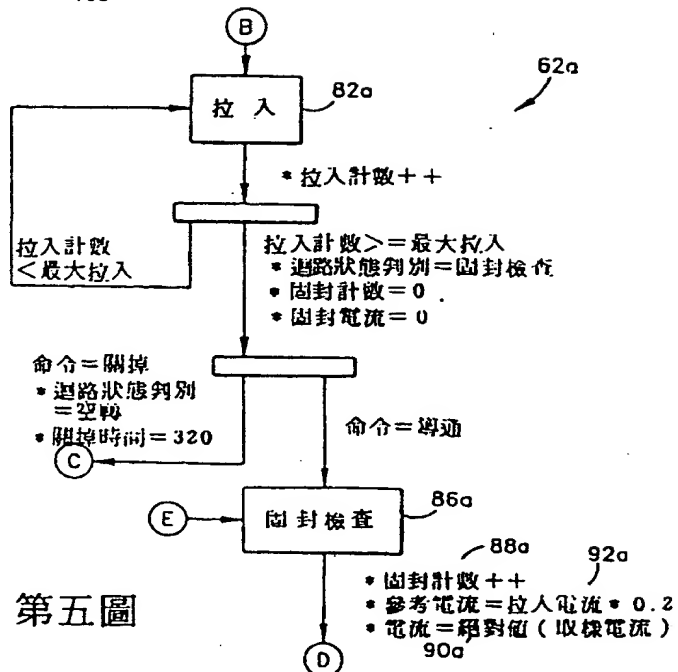 B
拉入
82a
62a
* 拉入計數++
拉入計數
<最大拉入
拉入計數>=最大拉入
* 迴路狀態判別=固封檢查
* 固封計數=0
* 固封電流=0
命令=關掉
* 迴路狀態判別
=空轉
* 關掉時間=320
C
命令=導通
E
固封檢查
86a
88a
* 固封計數++
92a
* 參考電流=拉入電流*0.2
* 電流=絕對值(取樣電流)
90a
D
第五圖